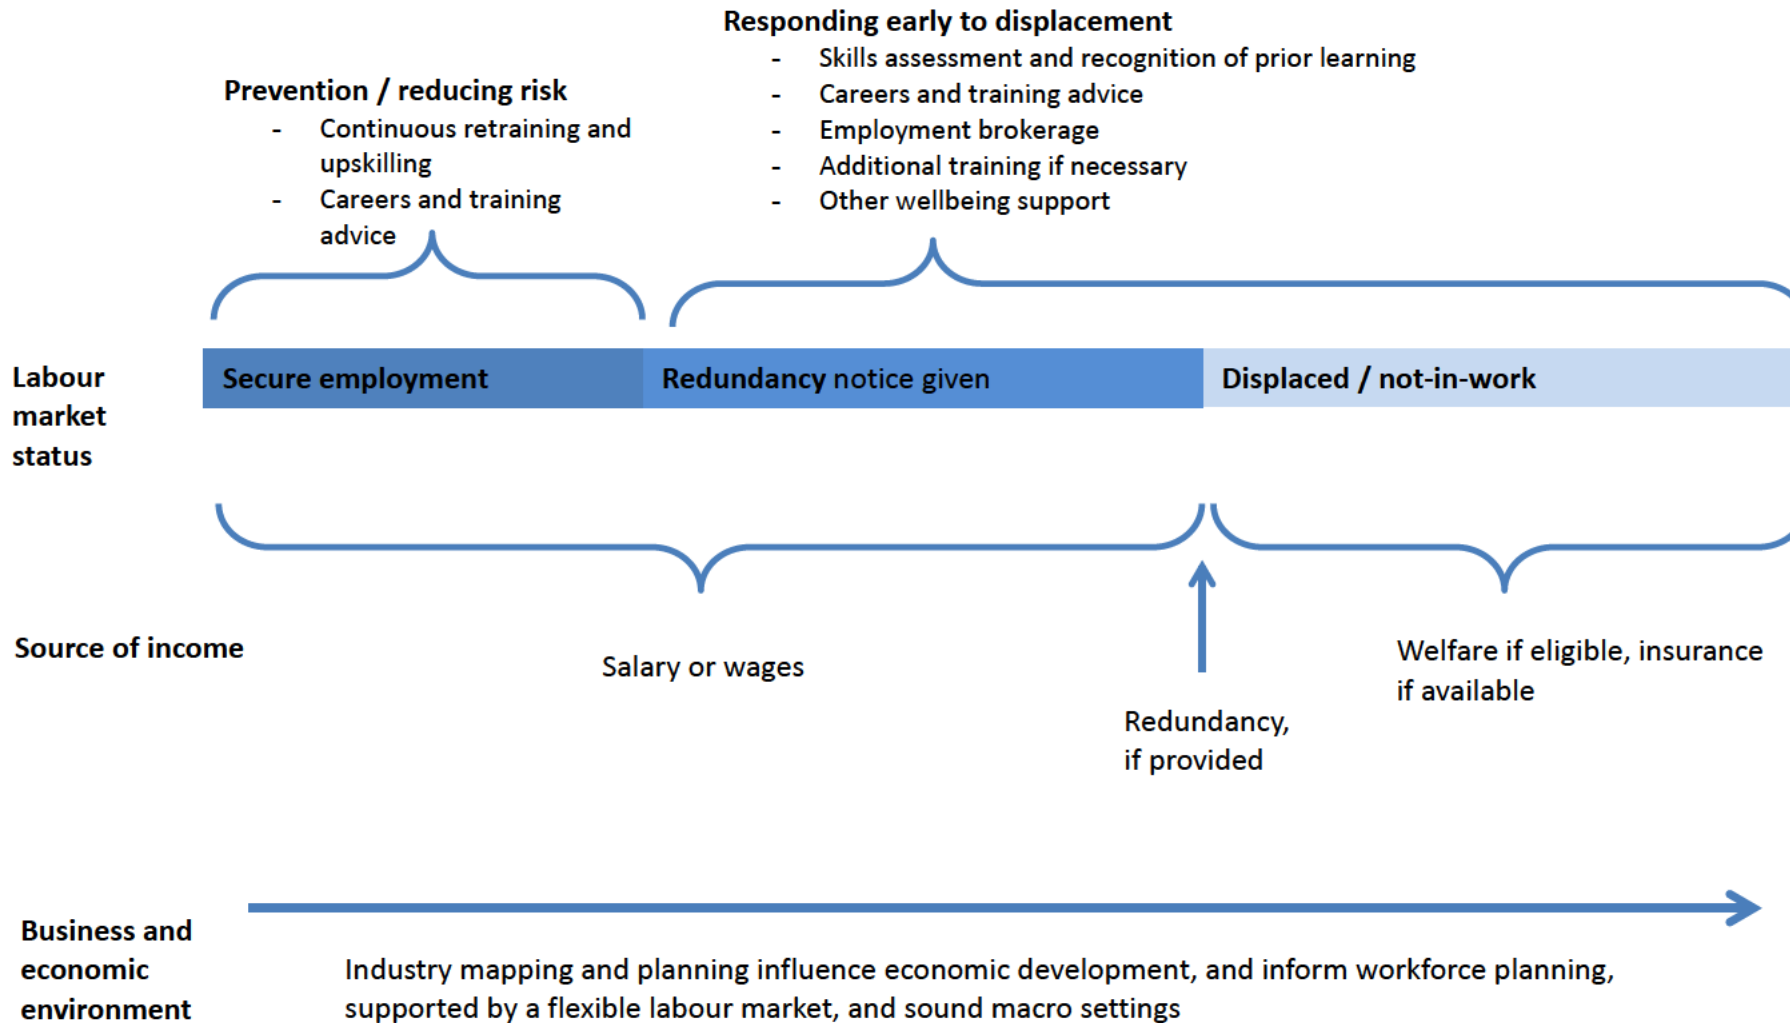 Responding early to displacement
- Skills assessment and recognition of prior learning
- Careers and training advice
- Employment brokerage
- Additional training if necessary
- Other wellbeing support
Prevention / reducing risk
- Continuous retraining and
upskilling
- Careers and training
advice
Labour
market
status
Secure employment
Redundancy notice given
Displaced / not-in-work
Source of income
Salary or wages
Redundancy,
if provided
Welfare if eligible, insurance
if available
Business and
economic
environment
Industry mapping and planning influence economic development, and inform workforce planning,
supported by a flexible labour market, and sound macro settings